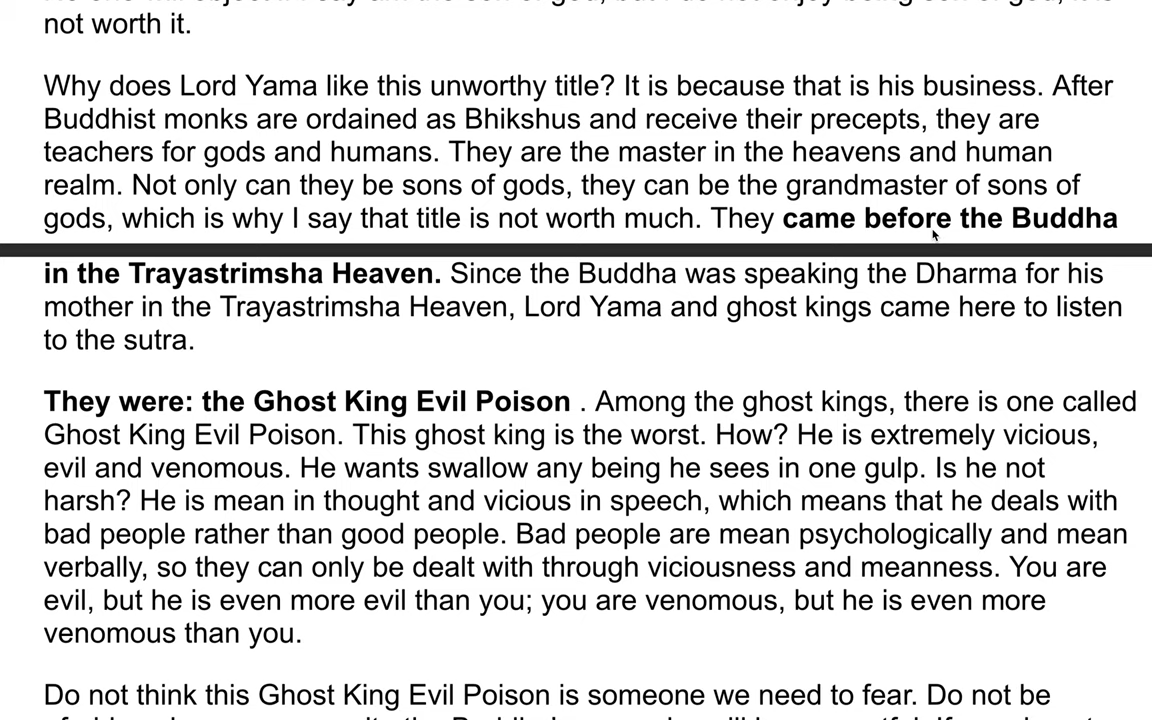 not worth it.
Why does Lord Yama like this unworthy title? It is because that is his business. After
Buddhist monks are ordained as Bhikshus and receive their precepts, they are
teachers for gods and humans. They are the master in the heavens and human
realm. Not only can they be sons of gods, they can be the grandmaster of sons of
gods, which is why I say that title is not worth much. They came before the Buddha
in the Trayastrimsha Heaven. Since the Buddha was speaking the Dharma for his
mother in the Trayastrimsha Heaven, Lord Yama and ghost kings came here to listen
to the sutra.
They were: the Ghost King Evil Poison . Among the ghost kings, there is one called
Ghost King Evil Poison. This ghost king is the worst. How? He is extremely vicious,
evil and venomous. He wants swallow any being he sees in one gulp. Is he not
harsh? He is mean in thought and vicious in speech, which means that he deals with
bad people rather than good people. Bad people are mean psychologically and mean
verbally, so they can only be dealt with through viciousness and meanness. You are
evil, but he is even more evil than you; you are venomous, but he is even more
venomous than you.
Do not think this Ghost King Evil Poison is someone we need to fear. Do not be